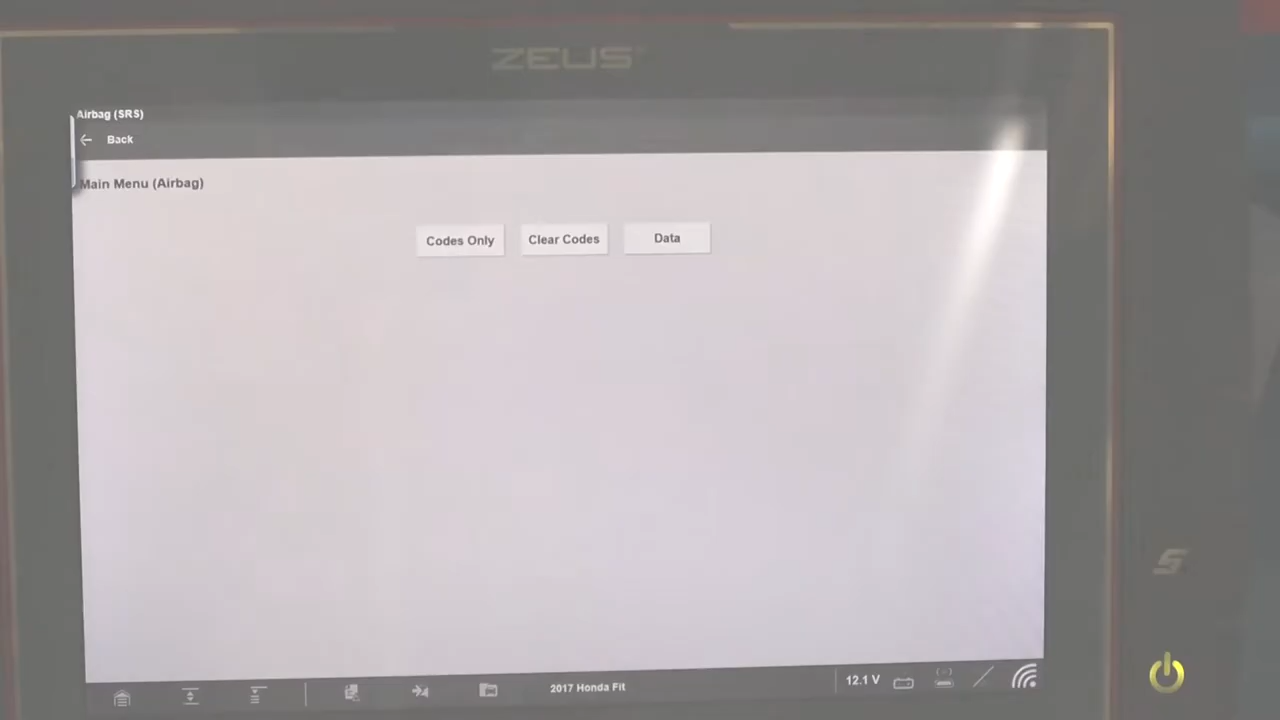 ZEUS
Airbag (SRS)
Back
Main Menu (Airbag)
Codes Only
Clear Codes
Data
2017 Honda Fit
12.1 V